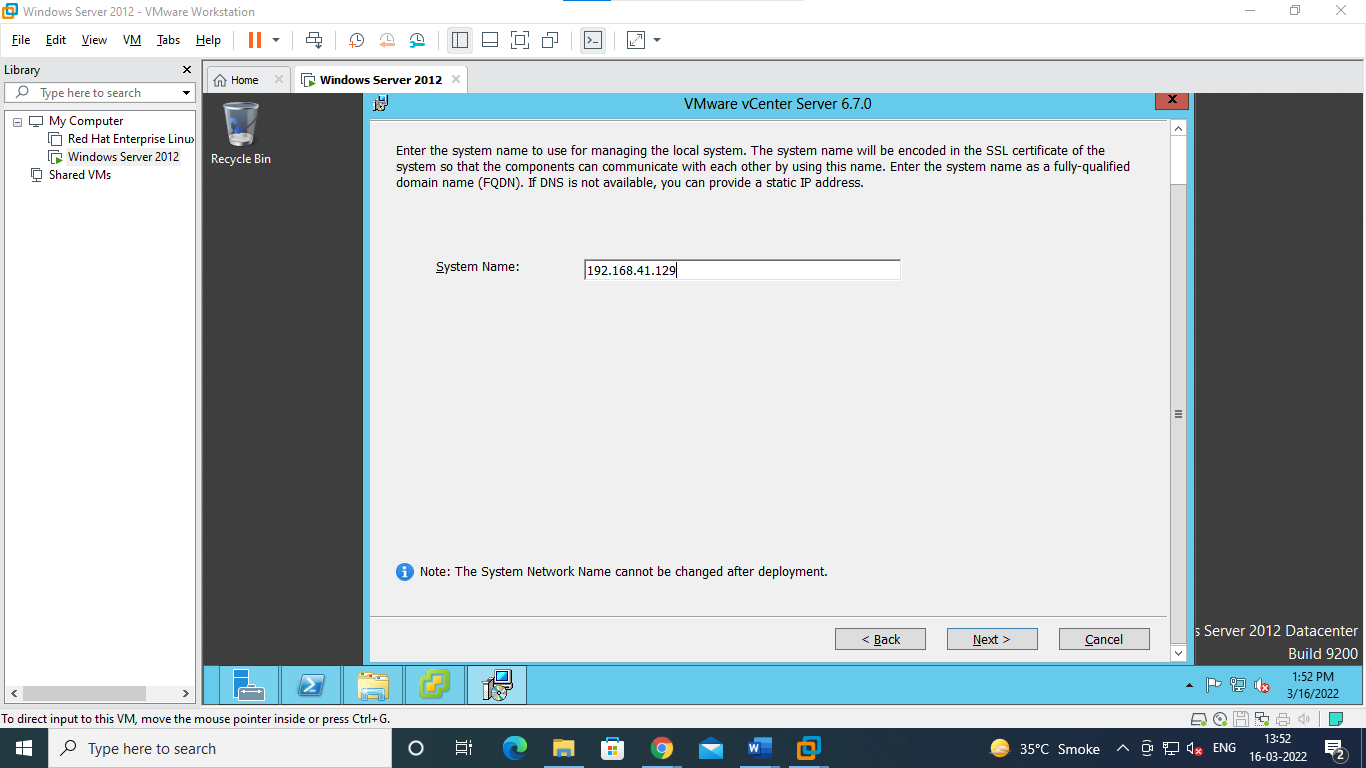 Windows Server 2012 - VMware Workstation
File Edit View VM Tabs Help
Library
Type here to search
My Computer
Red Hat Enterprise Linux
Windows Server 2012
Shared VMs
Home
Windows Server 2012
Recycle Bin
VMware vCenter Server 6.7.0
X
Enter the system name to use for managing the local system. The system name will be encoded in the SSL certificate of the
system so that the components can communicate with each other by using this name. Enter the system name as a fully-qualified
domain name (FQDN). If DNS is not available, you can provide a static IP address.
System Name:
192.168.41.129
Note: The System Network Name cannot be changed after deployment.
< Back
Next >
Cancel
s Server 2012 Datacenter
Build 9200
1:52 PM
3/16/2022
To direct input to this VM, move the mouse pointer inside or press Ctrl+G.
Type here to search
35°C Smoke
ENG
13:52
16-03-2022
2